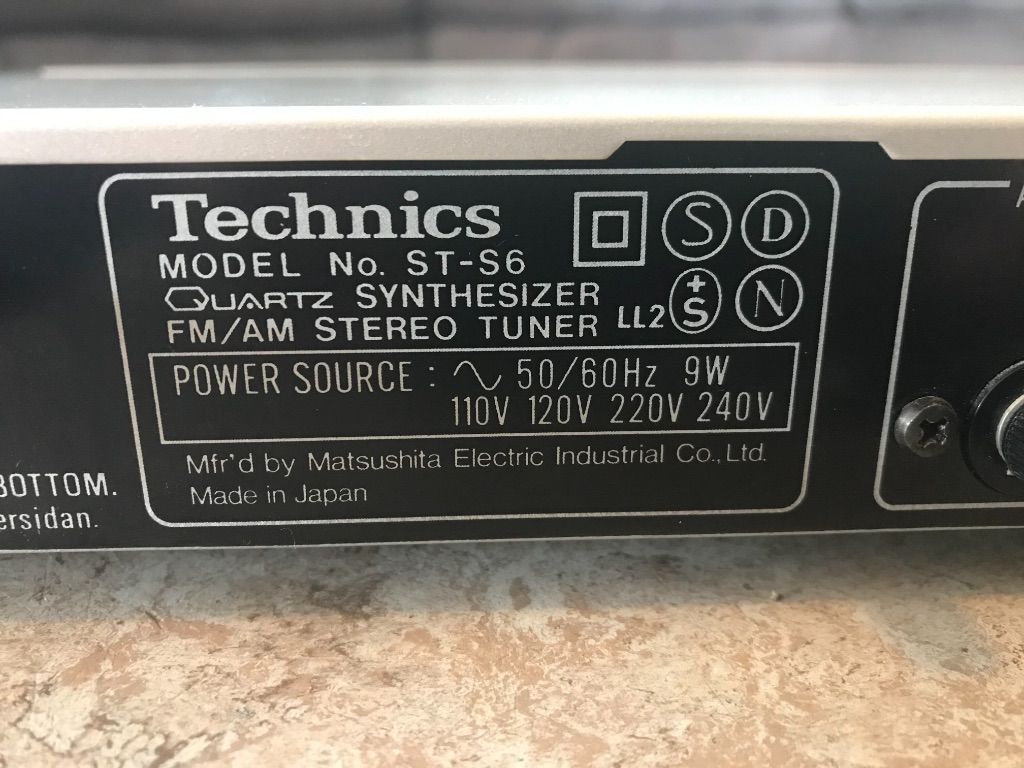 Technics
MODEL No. ST-S6
QUARTZ SYNTHESIZER
FM/AM STEREO TUNER
S D
LL2 +S N
POWER SOURCE : ∿ 50/60Hz 9W
110V 120V 220V 240V
Mfr'd by Matsushita Electric Industrial Co., Ltd.
Made in Japan
BOTTOM.
ersidan.